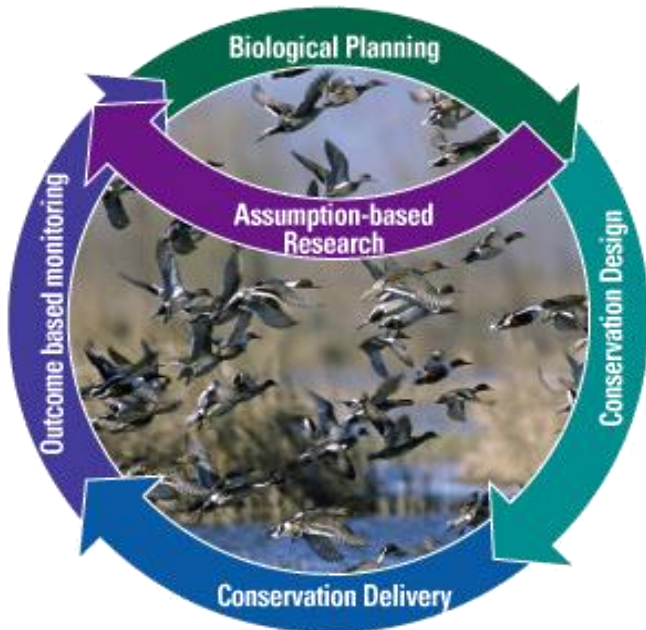 Biological Planning
Assumption-based
Research
Conservation Design
Conservation Delivery
Outcome based monitoring